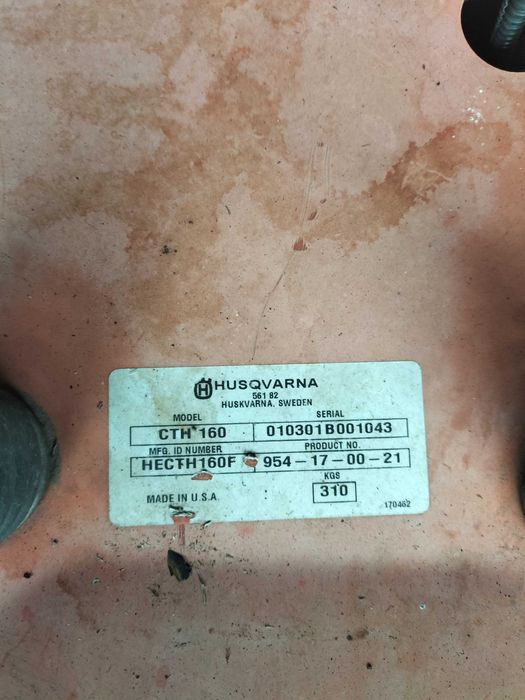 HUSQVARNA
561 82
HUSKVARNA, SWEDEN
MODEL SERIAL
CTH 160 010301B001043
MFG. ID NUMBER PRODUCT NO.
HECTH160F 954-17-00-21
KGS
MADE IN U.S.A. 310
170462